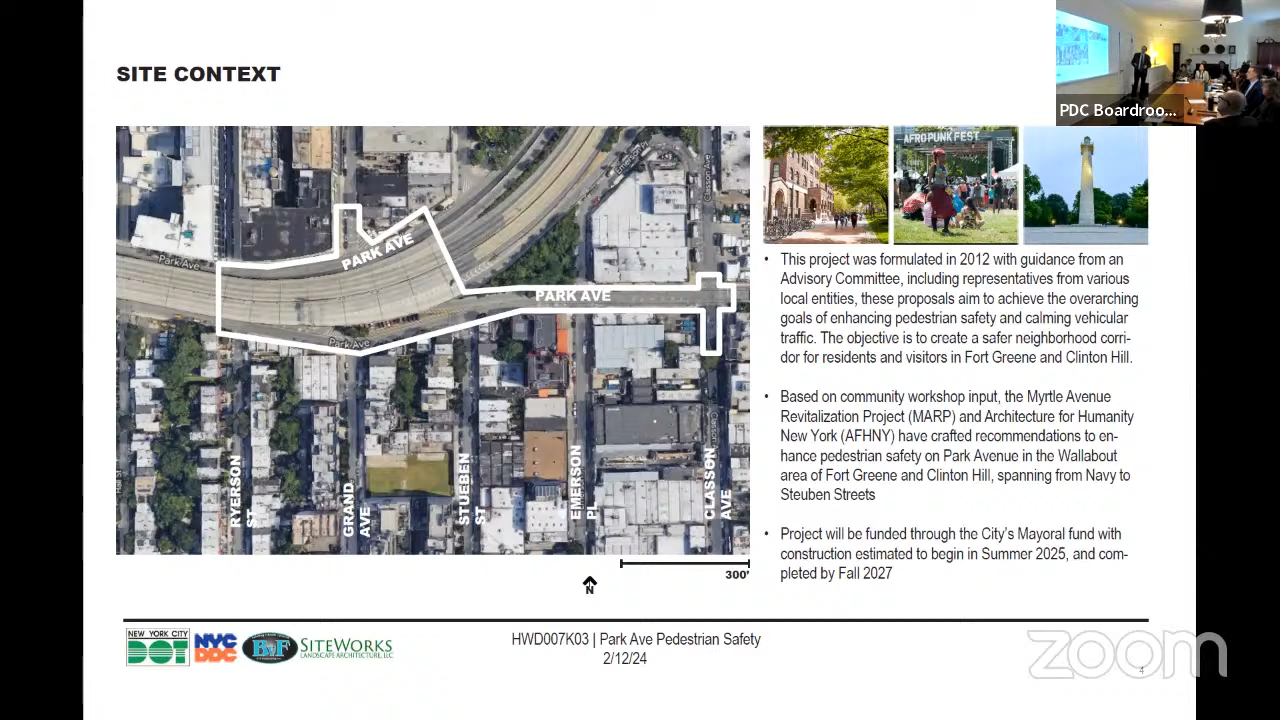 SITE CONTEXT
PDC Boardroo...
AFROPUNK FEST
Park Ave
PARK AVE
PARK AVE
Park Ave
Classon Ave
RYERSON
ST
GRAND
AVE
STUEBEN
ST
EMERSON
PL
CLASSON
AVE
300'
N
• This project was formulated in 2012 with guidance from an
Advisory Committee, including representatives from various
local entities, these proposals aim to achieve the overarching
goals of enhancing pedestrian safety and calming vehicular
traffic. The objective is to create a safer neighborhood corri-
dor for residents and visitors in Fort Greene and Clinton Hill.
• Based on community workshop input, the Myrtle Avenue
Revitalization Project (MARP) and Architecture for Humanity
New York (AFHNY) have crafted recommendations to en-
hance pedestrian safety on Park Avenue in the Wallabout
area of Fort Greene and Clinton Hill, spanning from Navy to
Steuben Streets
• Project will be funded through the City's Mayoral fund with
construction estimated to begin in Summer 2025, and com-
pleted by Fall 2027
NEW YORK CITY
DOT
NYC
DDC
B&F
SITEWORKS
LANDSCAPE ARCHITECTURE, LLC
HWD007K03 | Park Ave Pedestrian Safety
2/12/24
zoom
4